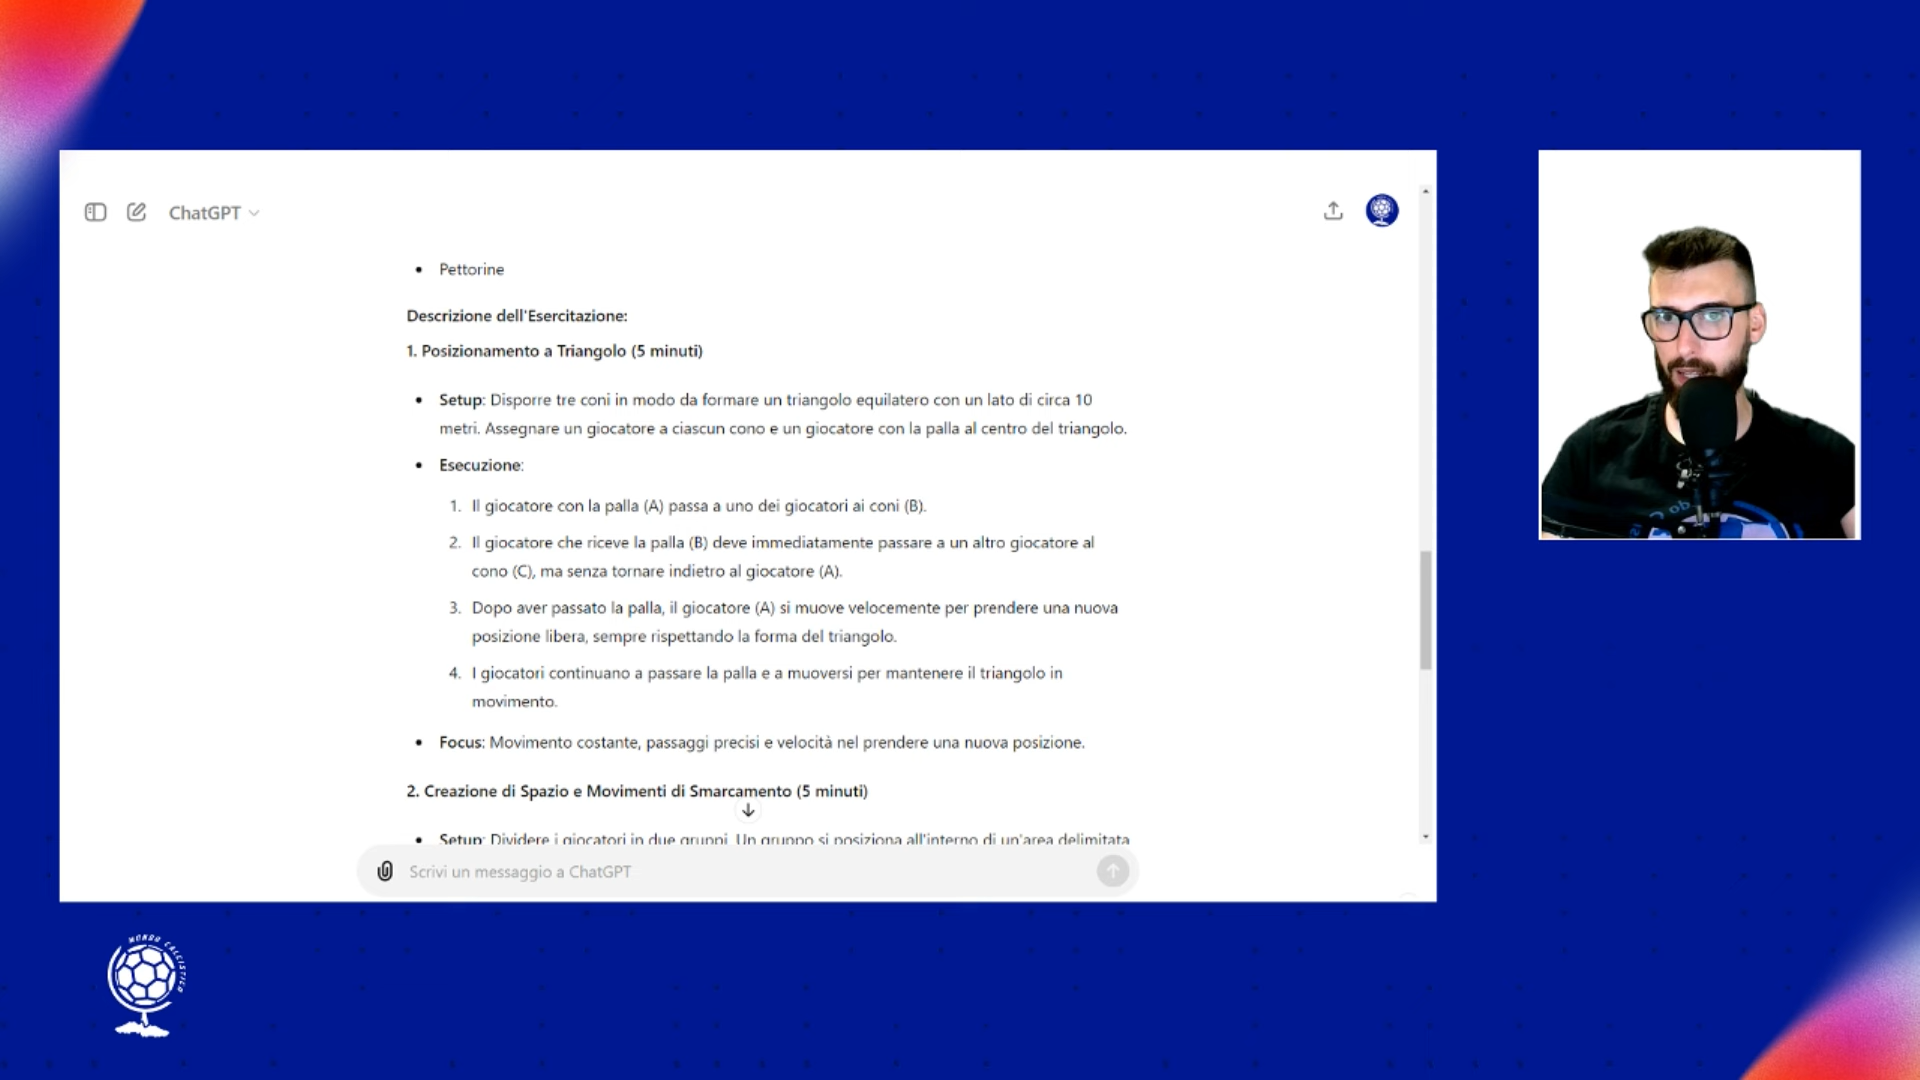 ChatGPT
Pettorine
Descrizione dell'Esercitazione:
1. Posizionamento a Triangolo (5 minuti)
Setup: Disporre tre coni in modo da formare un triangolo equilatero con un lato di circa 10
metri. Assegnare un giocatore a ciascun cono e un giocatore con la palla al centro del triangolo.
Esecuzione:
1. Il giocatore con la palla (A) passa a uno dei giocatori ai coni (B).
2. Il giocatore che riceve la palla (B) deve immediatamente passare a un altro giocatore al
cono (C), ma senza tornare indietro al giocatore (A).
3. Dopo aver passato la palla, il giocatore (A) si muove velocemente per prendere una nuova
posizione libera, sempre rispettando la forma del triangolo.
4. I giocatori continuano a passare la palla e a muoversi per mantenere il triangolo in
movimento.
Focus: Movimento costante, passaggi precisi e velocità nel prendere una nuova posizione.
2. Creazione di Spazio e Movimenti di Smarcamento (5 minuti)
Setup: Dividere i giocatori in due gruppi. Un gruppo si posiziona all'interno di un'area delimitata
Scrivi un messaggio a ChatGPT
MONDO CALCISTICO